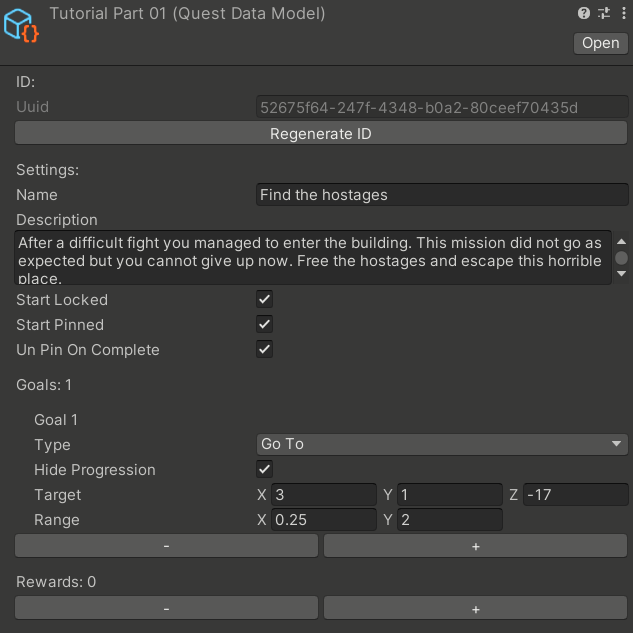 Tutorial Part 01 (Quest Data Model)
Open
ID:
Uuid 52675f64-247f-4348-b0a2-80ceef70435d
Regenerate ID
Settings:
Name Find the hostages
Description
After a difficult fight you managed to enter the building. This mission did not go as
expected but you cannot give up now. Free the hostages and escape this horrible
place.
Start Locked
Start Pinned
Un Pin On Complete
Goals: 1
Goal 1
Type Go To
Hide Progression
Target X 3 Y 1 Z -17
Range X 0.25 Y 2
- +
Rewards: 0
- +